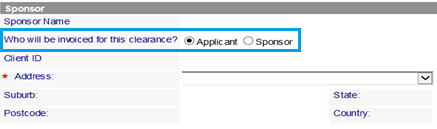 Sponsor
Sponsor Name
Who will be invoiced for this clearance? Applicant Sponsor
Client ID
* Address:
Suburb: State:
Postcode: Country: